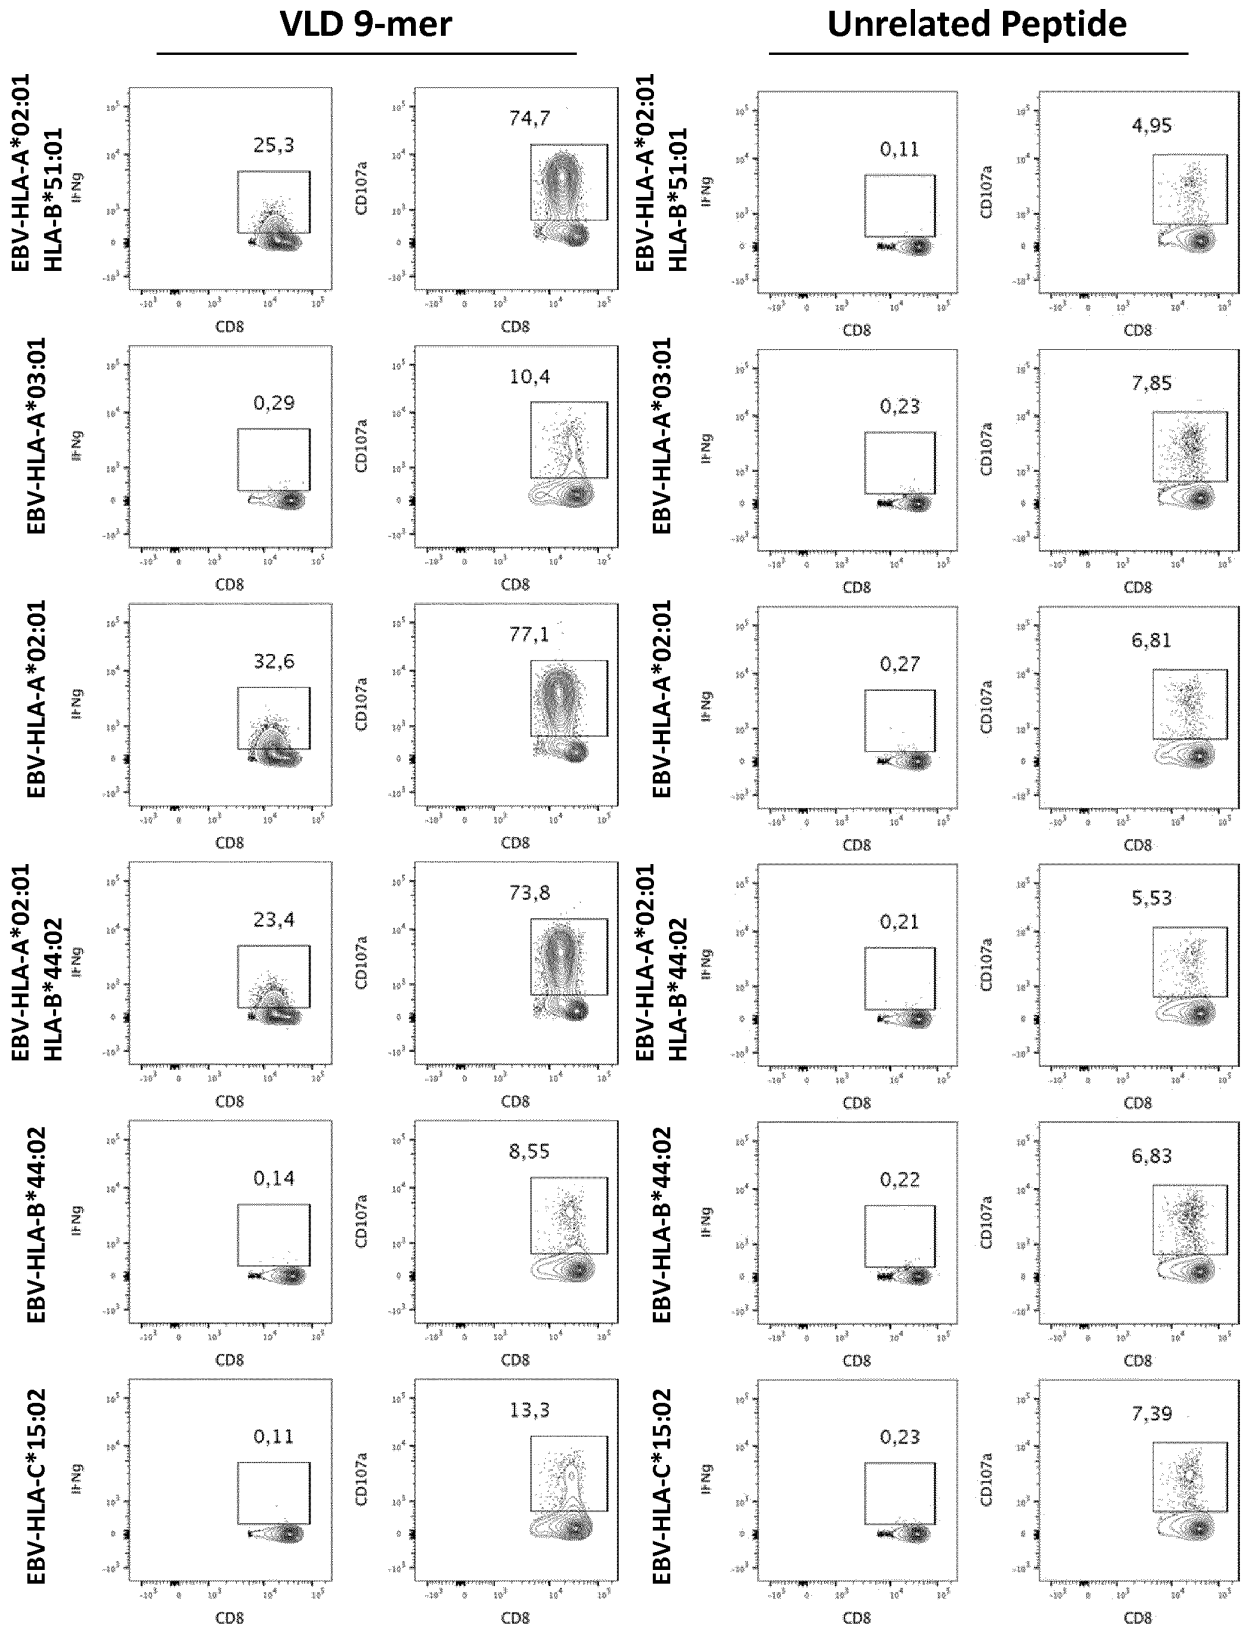 VLD 9-mer
Unrelated Peptide
EBV-HLA-A*02:01
HLA-B*51:01
IFNg
25,3
CD8
CD107a
74,7
CD8
EBV-HLA-A*02:01
HLA-B*51:01
IFNg
0,11
CD8
CD107a
4,95
CD8
EBV-HLA-A*03:01
IFNg
0,29
CD8
CD107a
10,4
CD8
EBV-HLA-A*03:01
IFNg
0,23
CD8
CD107a
7,85
CD8
EBV-HLA-A*02:01
IFNg
32,6
CD8
CD107a
77,1
CD8
EBV-HLA-A*02:01
IFNg
0,27
CD8
CD107a
6,81
CD8
EBV-HLA-A*02:01
HLA-B*44:02
IFNg
23,4
CD8
CD107a
73,8
CD8
EBV-HLA-A*02:01
HLA-B*44:02
IFNg
0,21
CD8
CD107a
5,53
CD8
EBV-HLA-B*44:02
IFNg
0,14
CD8
CD107a
8,55
CD8
EBV-HLA-B*44:02
IFNg
0,22
CD8
CD107a
6,83
CD8
EBV-HLA-C*15:02
IFNg
0,11
CD8
CD107a
13,3
CD8
EBV-HLA-C*15:02
IFNg
0,23
CD8
CD107a
7,39
CD8